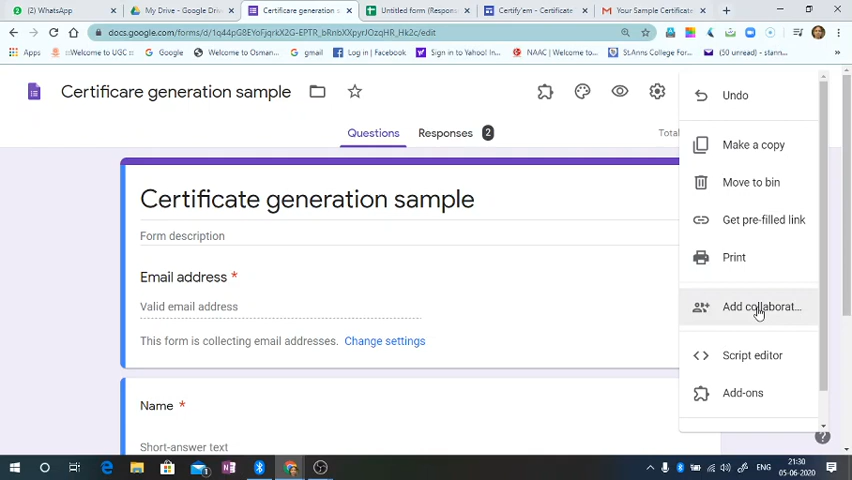 (2) WhatsApp
My Drive - Google Driv
Certificare generation s
Untitled form (Respon
Certify'em - Certificate
Your Sample Certificate
docs.google.com/forms/d/1q44gG8EYoFjqrkX2G-EPTR_bRnbXXpyrJOzqHR_Hk2c/edit
Apps
::Welcome to UGC ::
Google
Welcome to Osman...
gmail
Log in | Facebook
Sign in to Yahoo! In...
NAAC | Welcome to...
St.Anns College For...
(50 unread) - stann...
Certificare generation sample
Questions
Responses
2
Total
Certificate generation sample
Form description
Email address *
Valid email address
This form is collecting email addresses. Change settings
Name *
Short-answer text
Undo
Make a copy
Move to bin
Get pre-filled link
Print
Add collaborat...
Script editor
Add-ons
ENG
21:30
05-06-2020